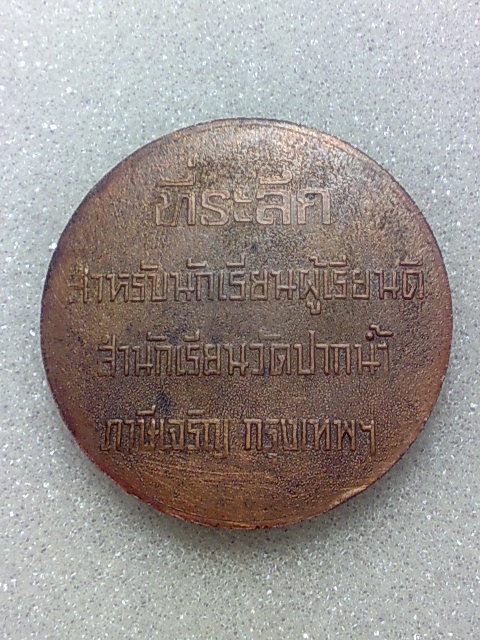 ที่ระลึก
สำหรับนักเรียนผู้เรียนดี
สำนักเรียนวัดปากน้ำ
ภาษีเจริญ กรุงเทพฯ